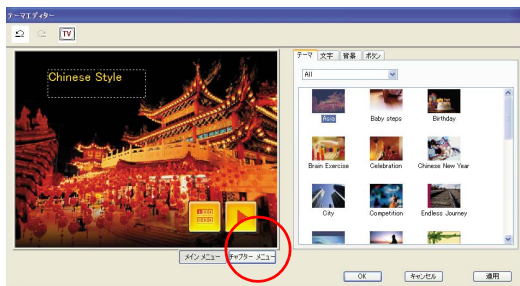 テーマエディター
TV
Chinese Style
メイン メニュー
チャプター メニュー
テーマ 文字 背景 ボタン
All
Asia Baby steps Birthday
Brain Exercise Celebration Chinese New Year
City Competition Endless Journey
OK キャンセル 適用